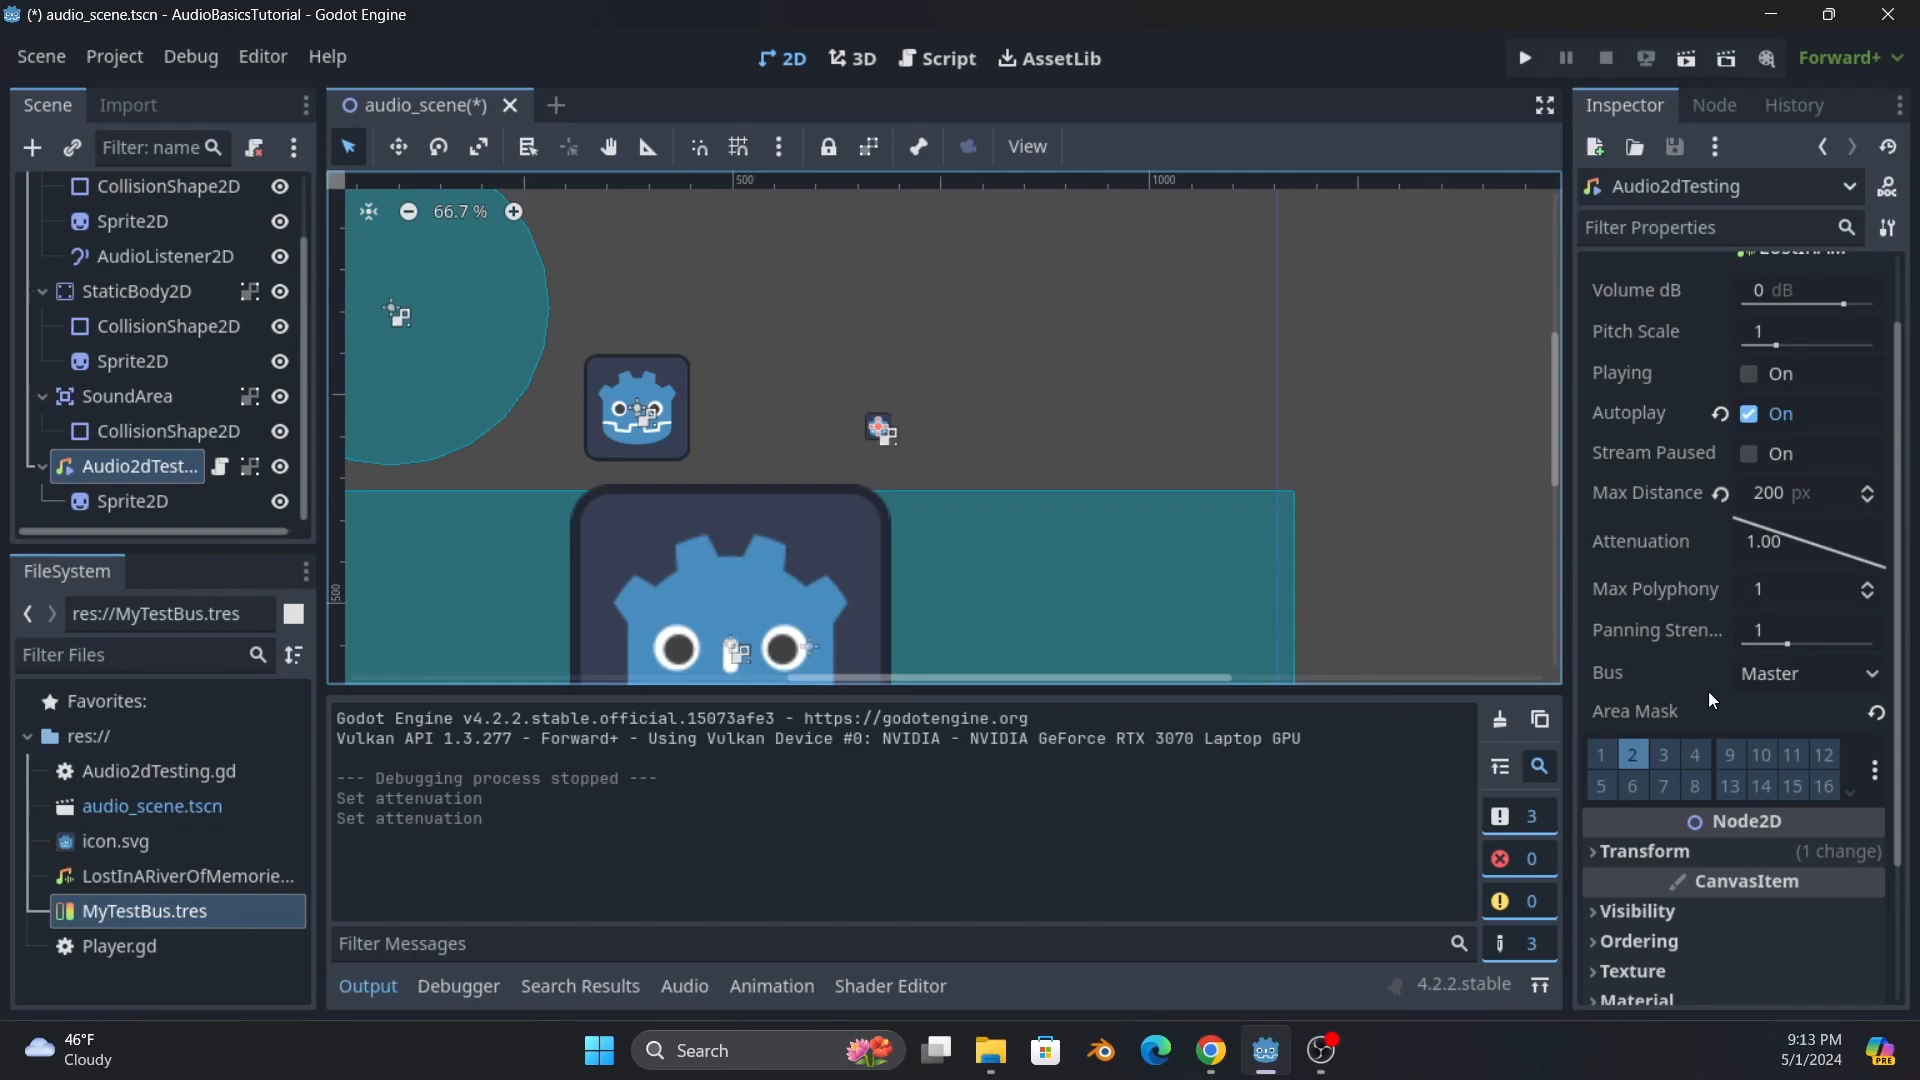 (*) audio_scene.tscn - AudioBasicsTutorial - Godot Engine
Scene Project Debug Editor Help
2D 3D Script AssetLib
Forward+
Scene Import
audio_scene(*)
Inspector Node History
Filter: name
View
CollisionShape2D
Sprite2D
AudioListener2D
StaticBody2D
CollisionShape2D
Sprite2D
SoundArea
CollisionShape2D
Audio2dTest...
Sprite2D
500
1000
66.7 %
500
Audio2dTesting
DOC
Filter Properties
Volume dB 0 dB
Pitch Scale 1
Playing On
Autoplay On
Stream Paused On
Max Distance 200 px
Attenuation 1.00
Max Polyphony 1
Panning Stren... 1
Bus Master
Area Mask
1 2 3 4 9 10 11 12
5 6 7 8 13 14 15 16
Node2D
Transform (1 change)
CanvasItem
Visibility
Ordering
Texture
Material
FileSystem
res://MyTestBus.tres
Filter Files
Favorites:
res://
Audio2dTesting.gd
audio_scene.tscn
icon.svg
LostInARiverOfMemorie...
MyTestBus.tres
Player.gd
Godot Engine v4.2.2.stable.official.15073afe3 - https://godotengine.org
Vulkan API 1.3.277 - Forward+ - Using Vulkan Device #0: NVIDIA - NVIDIA GeForce RTX 3070 Laptop GPU
--- Debugging process stopped ---
Set attenuation
Set attenuation
3
0
0
3
Filter Messages
Output Debugger Search Results Audio Animation Shader Editor
4.2.2.stable
46°F
Cloudy
Search
9:13 PM
5/1/2024
PRE